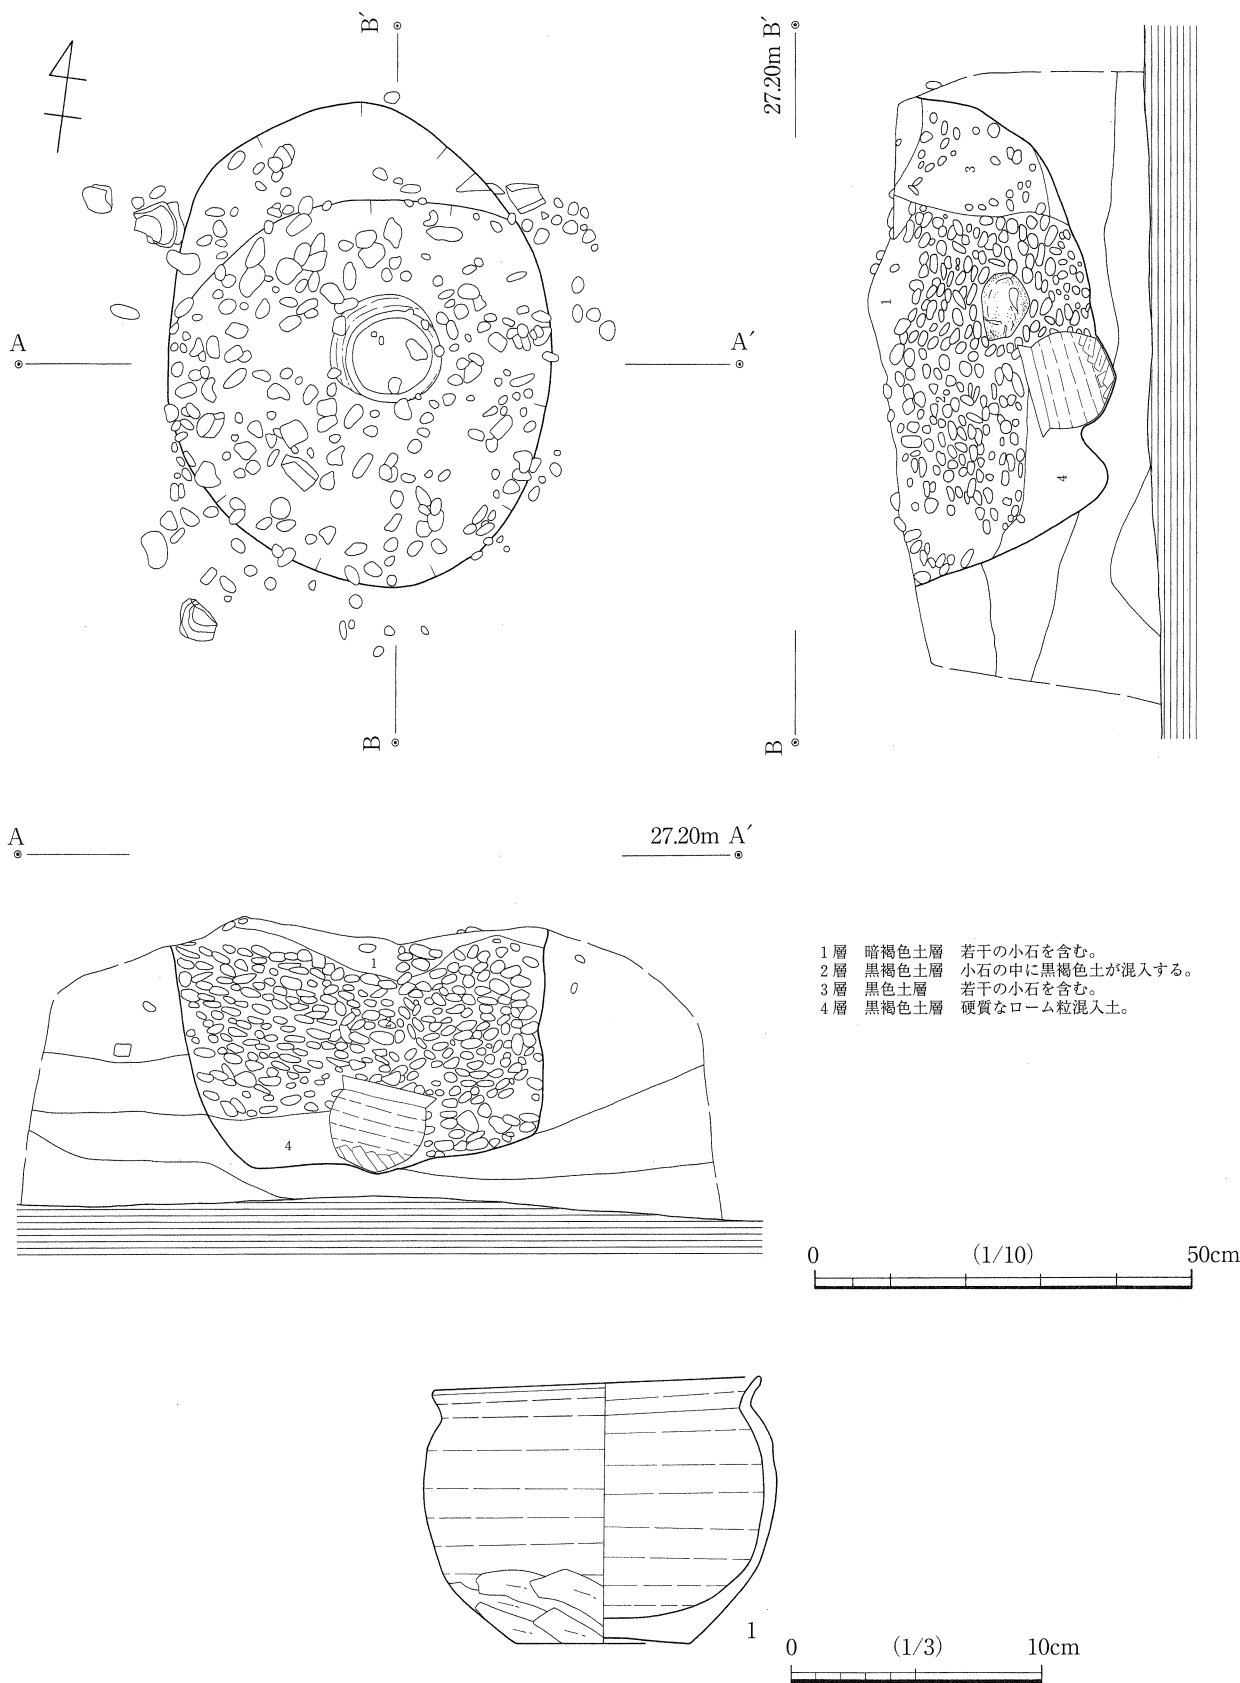 B′
A
A′
B
27.20m B′
3
1
2
4
B
A
27.20m A′
1
2
4
1層 暗褐色土層 若干の小石を含む。
2層 黒褐色土層 小石の中に黒褐色土が混入する。
3層 黒色土層 若干の小石を含む。
4層 黒褐色土層 硬質なローム粒混入土。
0 (1/10) 50cm
1
0 (1/3) 10cm